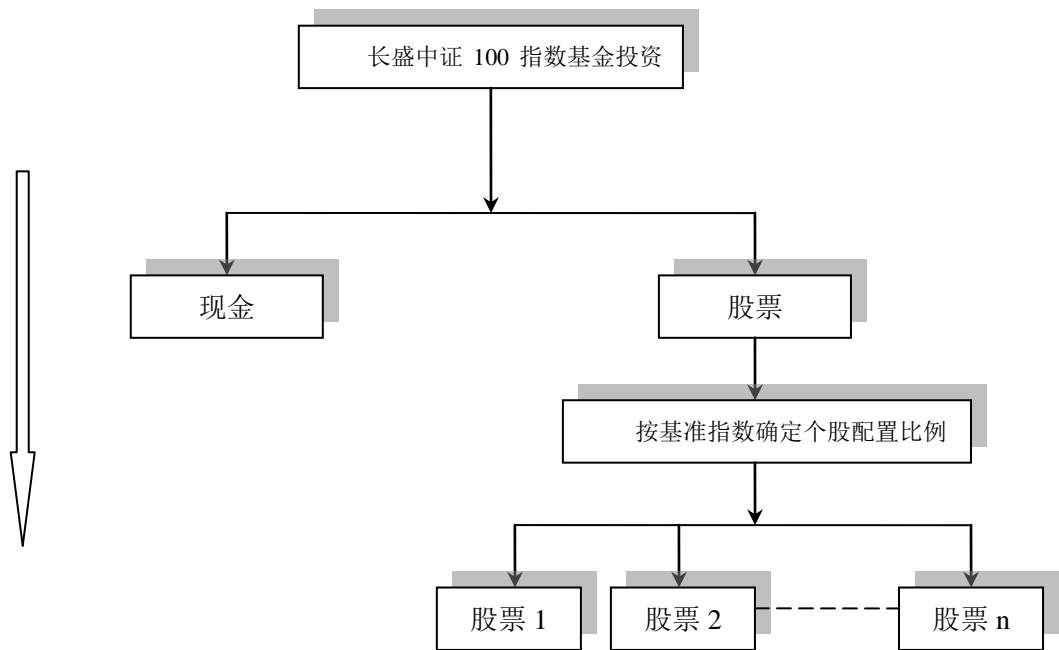 长盛中证 100 指数基金投资
现金
股票
按基准指数确定个股配置比例
股票 1
股票 2
股票 n